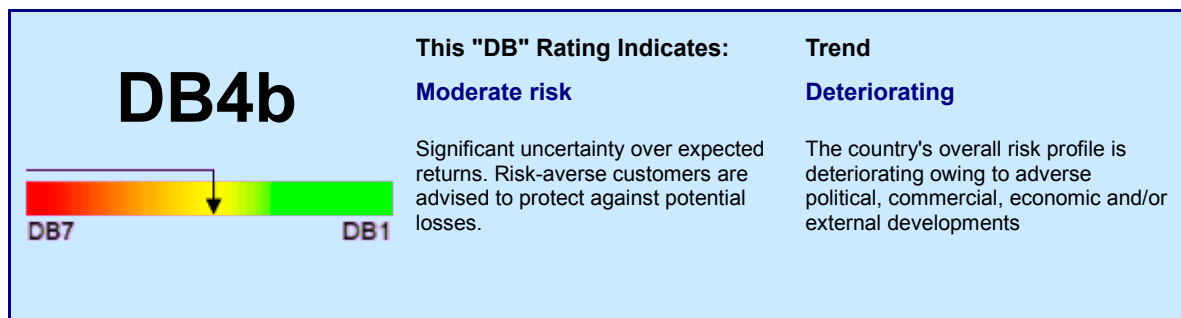 DB4b
DB7
DB1
This "DB" Rating Indicates:
Moderate risk
Significant uncertainty over expected
returns. Risk-averse customers are
advised to protect against potential
losses.
Trend
Deteriorating
The country's overall risk profile is
deteriorating owing to adverse
political, commercial, economic and/or
external developments